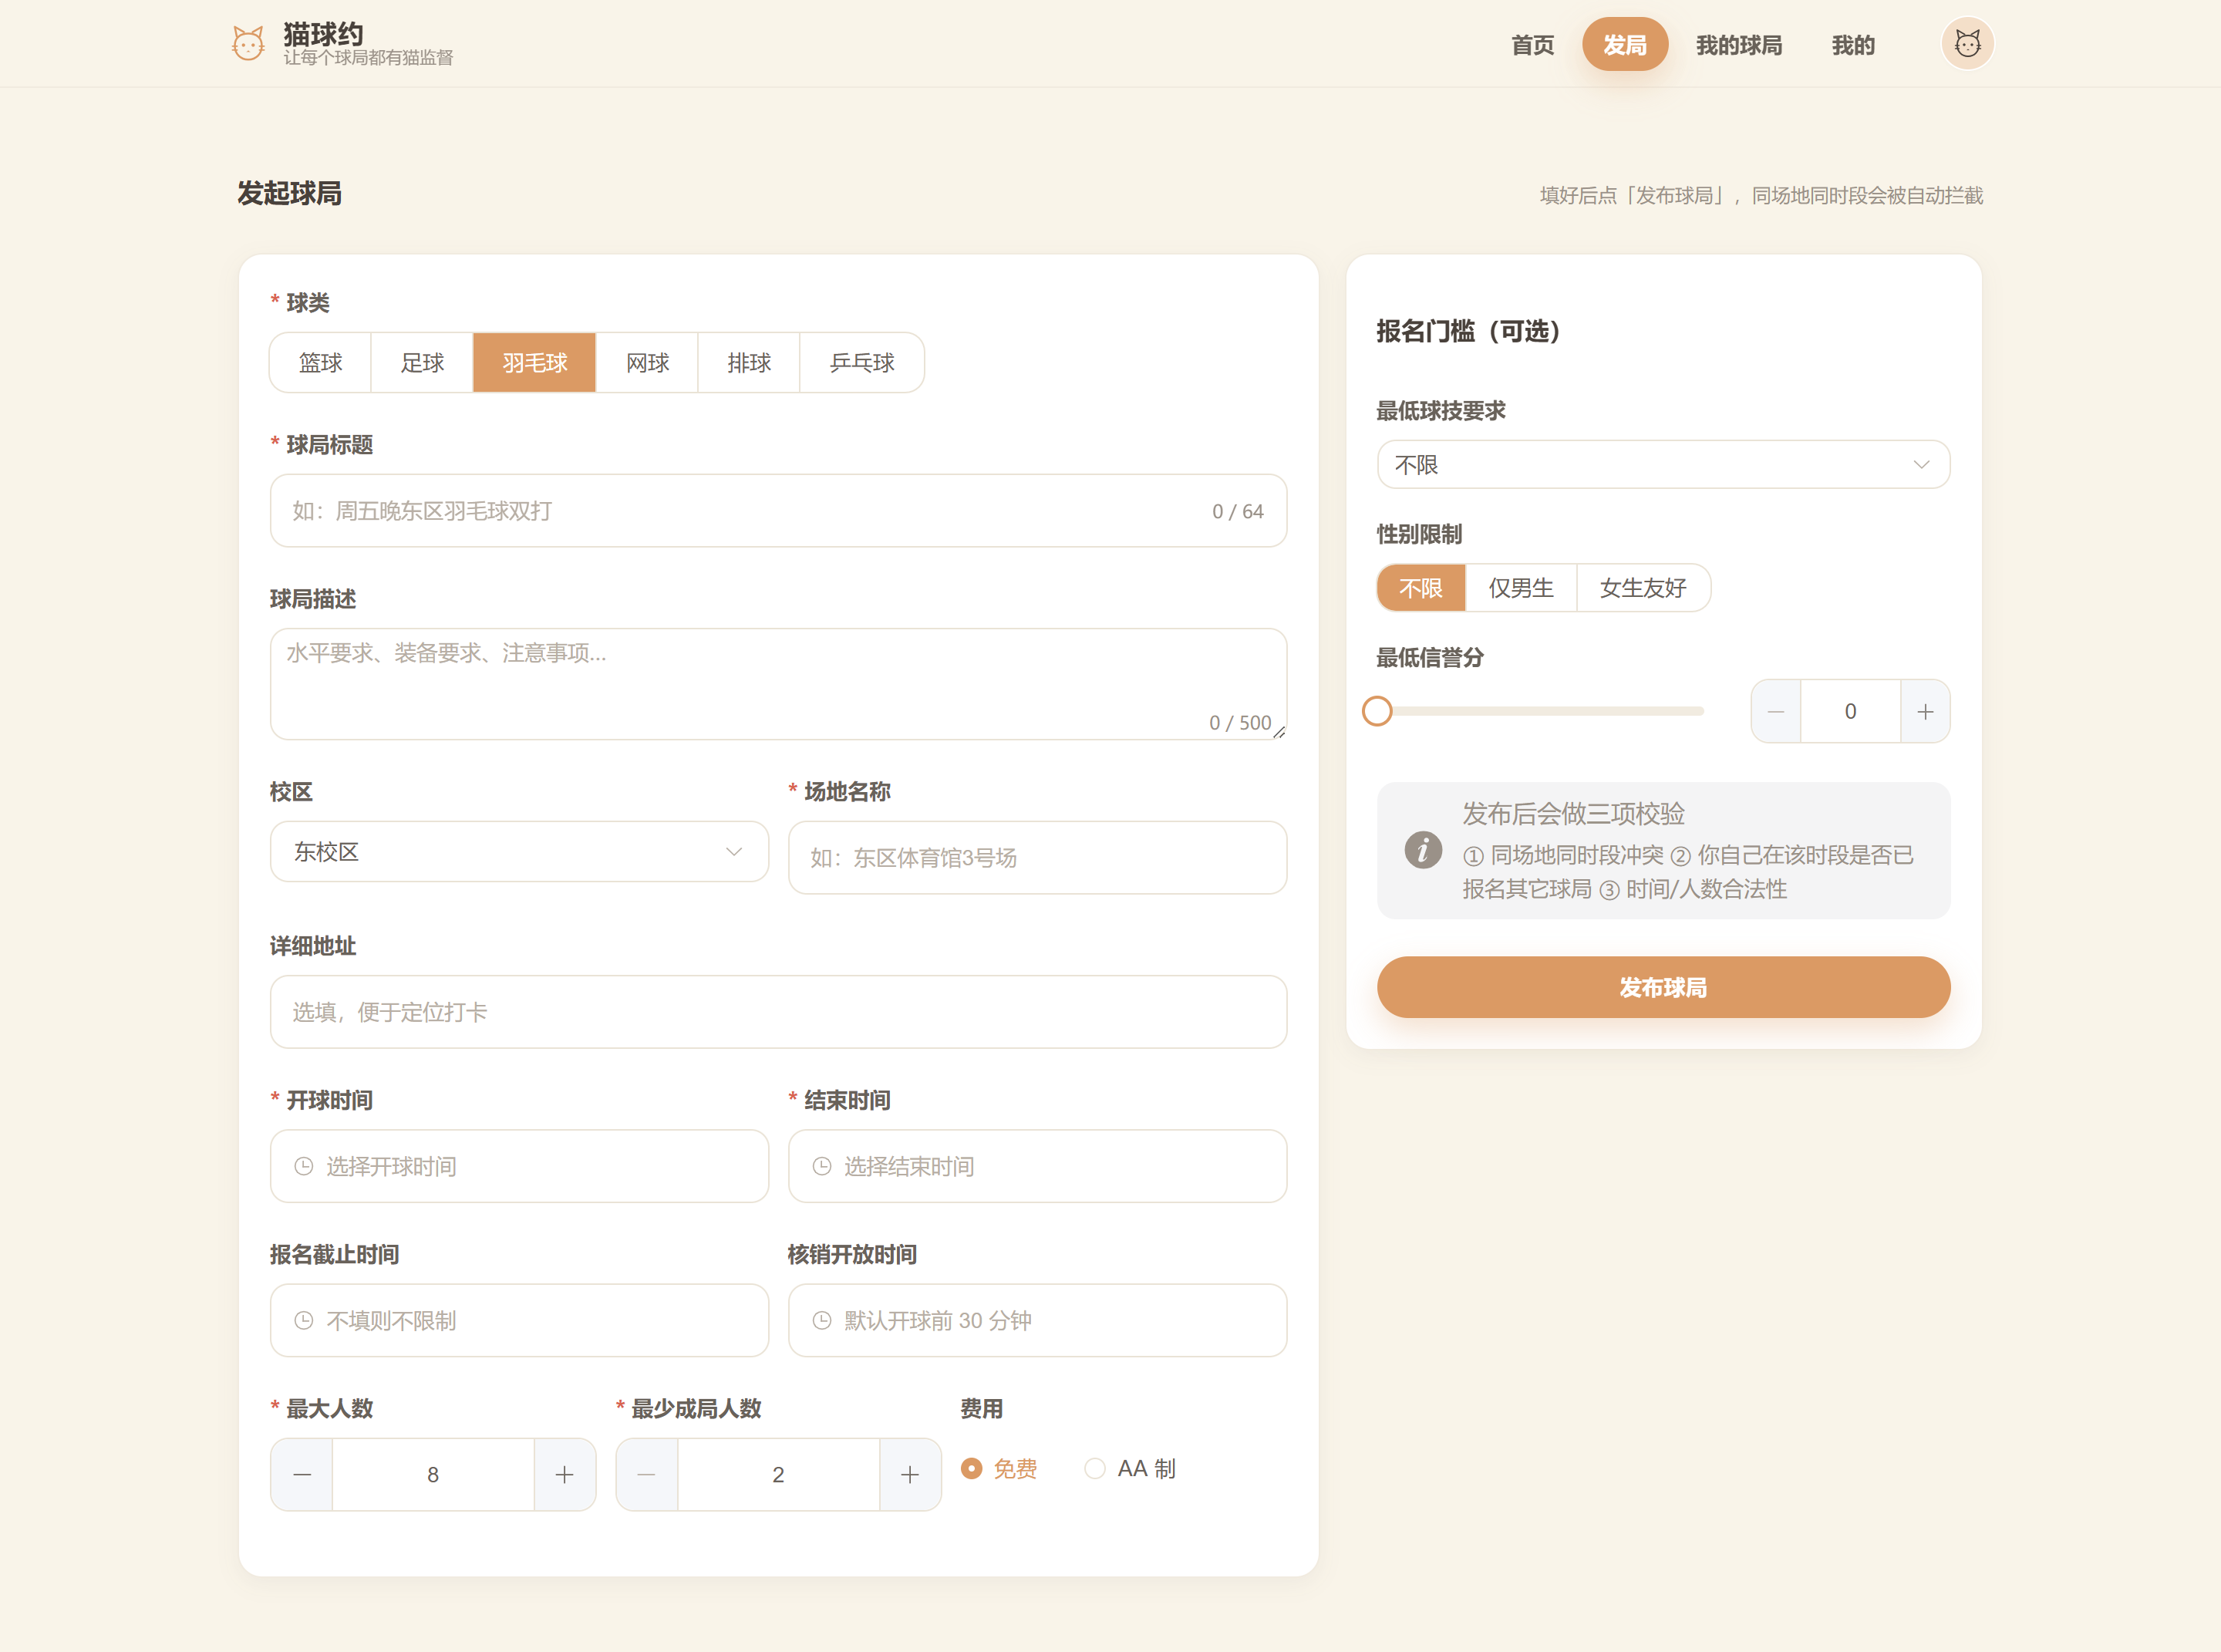 猫球约
让每个球局都有猫监督
首页
发局
我的球局
我的
发起球局
填好后点「发布球局」，同场地同时段会被自动拦截
* 球类
篮球
足球
羽毛球
网球
排球
乒乓球
* 球局标题
如：周五晚东区羽毛球双打
0 / 64
球局描述
水平要求、装备要求、注意事项...
0 / 500
校区
东校区
* 场地名称
如：东区体育馆3号场
详细地址
选填，便于定位打卡
* 开球时间
选择开球时间
* 结束时间
选择结束时间
报名截止时间
不填则不限制
核销开放时间
默认开球前 30 分钟
* 最大人数
8
* 最少成局人数
2
费用
免费
AA 制
报名门槛（可选）
最低球技要求
不限
性别限制
不限
仅男生
女生友好
最低信誉分
0
发布后会做三项校验
① 同场地同时段冲突 ② 你自己在该时段是否已
报名其它球局 ③ 时间/人数合法性
发布球局